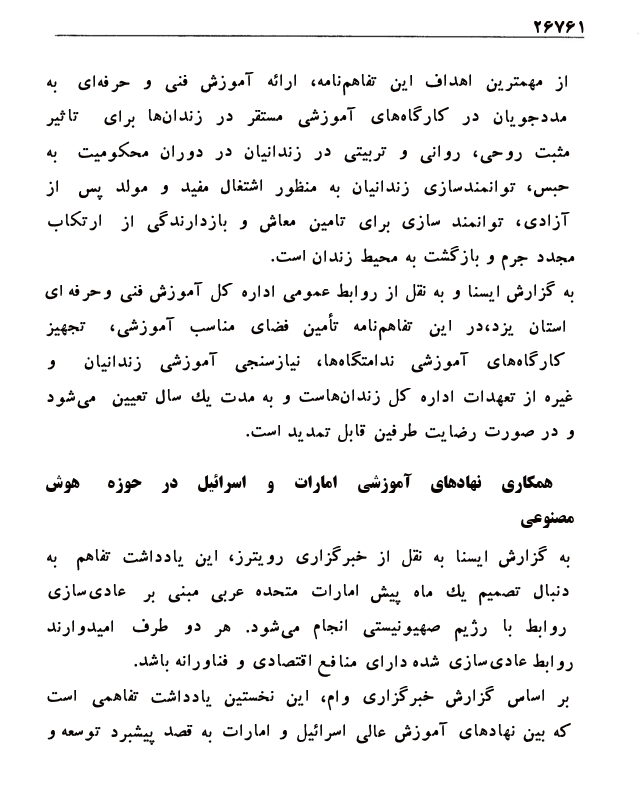 ۲۶۷۶۱
از مهمترین اهداف این تفاهم‌نامه، ارائه آموزش فنی و حرفه‌ای به
مددجویان در کارگاه‌های آموزشی مستقر در زندان‌ها برای تاثیر
مثبت روحی، روانی و تربیتی در زندانیان در دوران محکومیت به
حبس، توانمندسازی زندانیان به منظور اشتغال مفید و مولد پس از
آزادی، توانمند سازی برای تامین معاش و بازدارندگی از ارتکاب
مجدد جرم و بازگشت به محیط زندان است.
به گزارش ایسنا و به نقل از روابط عمومی اداره کل آموزش فنی وحرفه ای
استان یزد،در این تفاهم‌نامه تأمین فضای مناسب آموزشی، تجهیز
کارگاه‌های آموزشی ندامتگاه‌ها، نیازسنجی آموزشی زندانیان و
غیره از تعهدات اداره کل زندان‌هاست و به مدت یك سال تعیین می‌شود
و در صورت رضایت طرفین قابل تمدید است.
همکاری نهادهای آموزشی امارات و اسرائیل در حوزه هوش
مصنوعی
به گزارش ایسنا به نقل از خبرگزاری رویترز، این یادداشت تفاهم به
دنبال تصمیم یك ماه پیش امارات متحده عربی مبنی بر عادی‌سازی
روابط با رژیم صهیونیستی انجام می‌شود. هر دو طرف امیدوارند
روابط عادی‌سازی شده دارای منافع اقتصادی و فناورانه باشد.
بر اساس گزارش خبرگزاری وام، این نخستین یادداشت تفاهمی است
که بین نهادهای آموزش عالی اسرائیل و امارات به قصد پیشبرد توسعه و